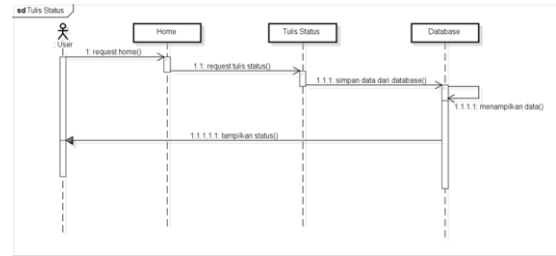 sd Tulis Status
: User
Home
Tulis Status
Database
1: request home()
1.1: request tulis status()
1.1.1: simpan data dari database()
1.1.1.1: menampilkan data()
1.1.1.1.1: tampilkan status()